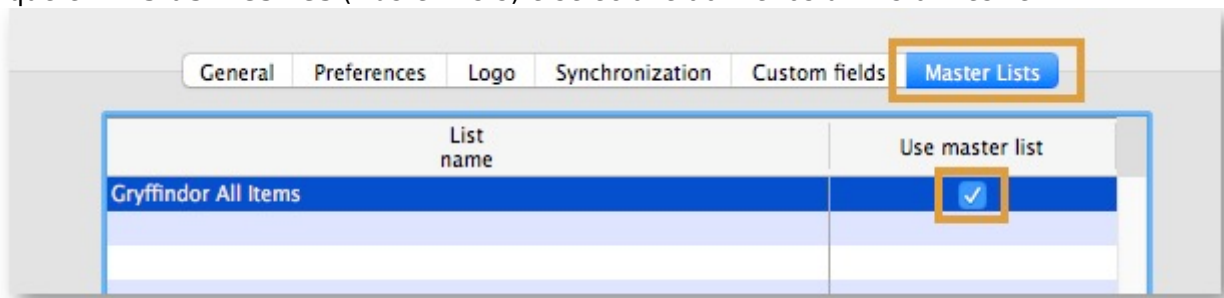 General Preferences Logo Synchronization Custom fields Master Lists
List
name
Use master list
Gryffindor All Items